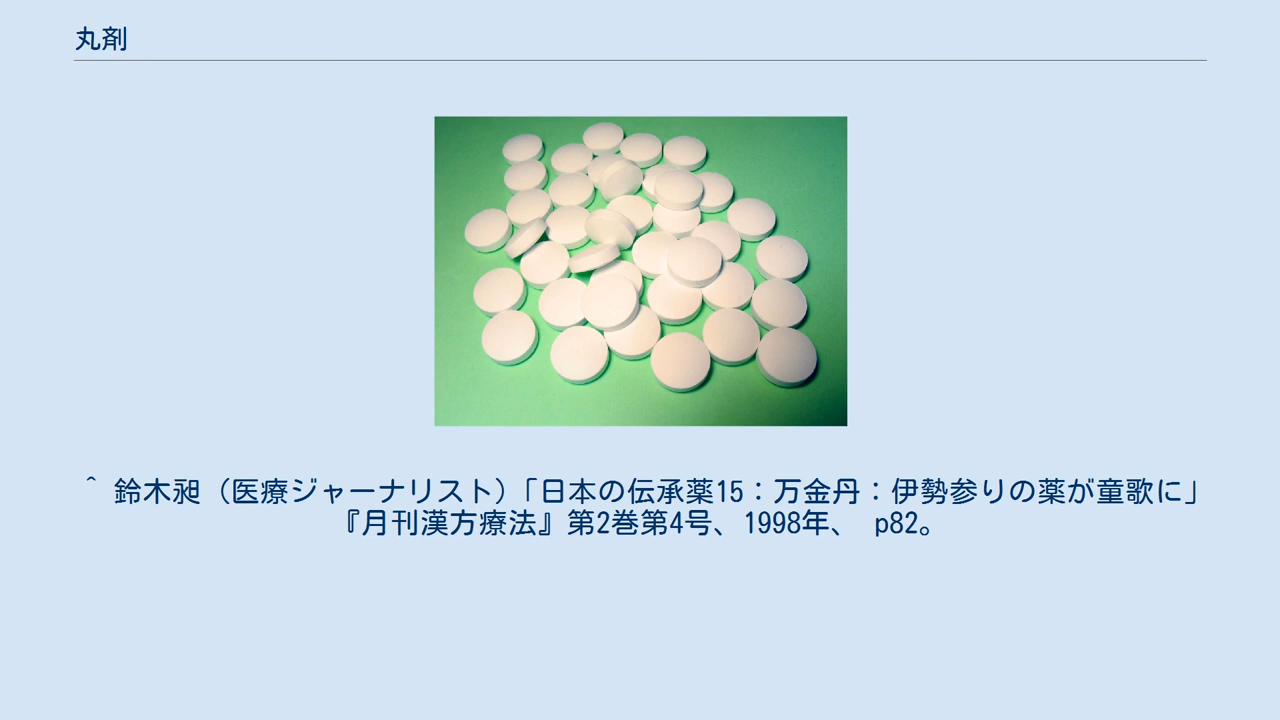 丸剤
^ 鈴木昶（医療ジャーナリスト）「日本の伝承薬15：万金丹：伊勢参りの薬が童歌に」
『月刊漢方療法』第2巻第4号、1998年、 p82。